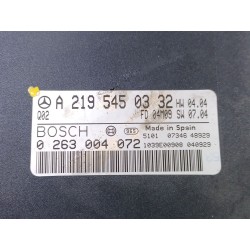 A 219 545 03 32 HW 04.04
Q02 FD 04M09 SW 07.04
BOSCH Made in Spain
5101 07346 48929
0 263 004 072 1039E00908 040929